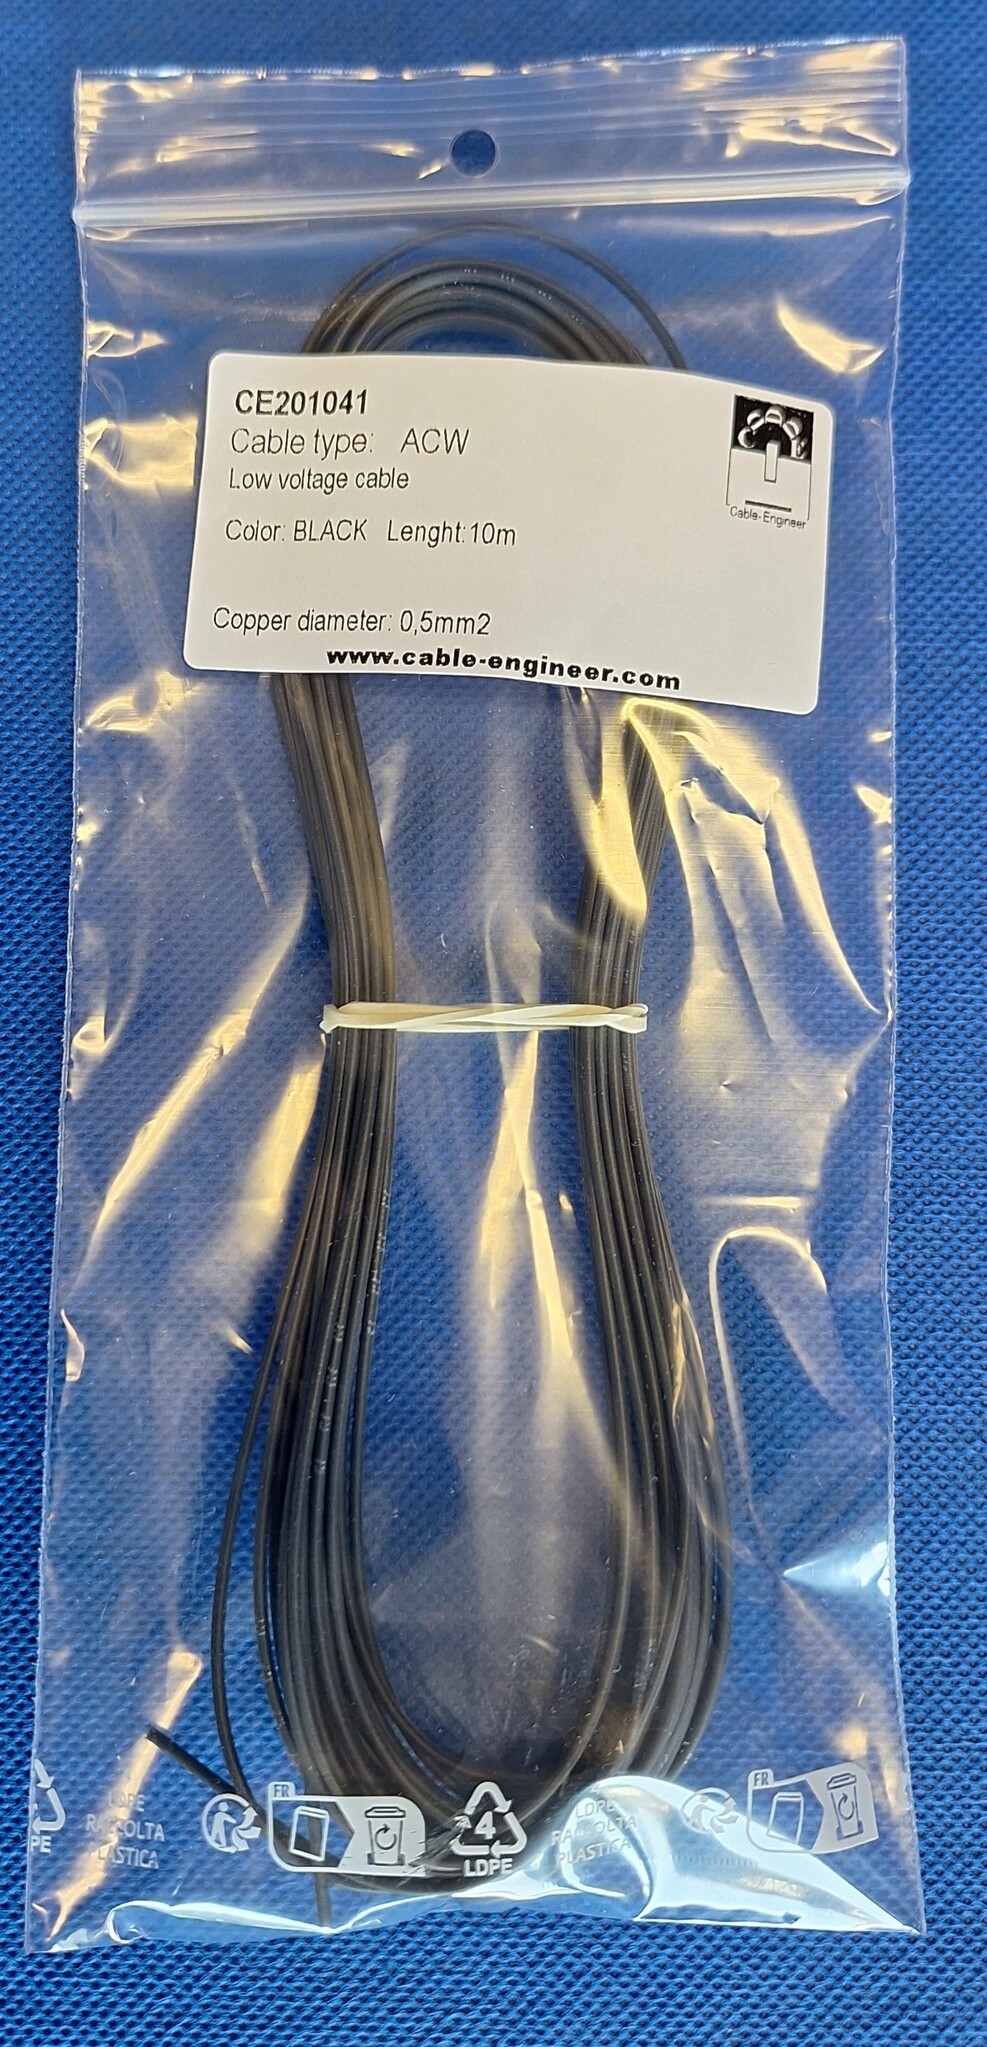 CE201041
Cable type: ACW
Low voltage cable
Color: BLACK Lenght:10m
Cable-Engineer
Copper diameter: 0,5mm2
www.cable-engineer.com
PE
LDPE
RACCOLTA
PLASTICA
FR
4
LDPE
LDPE
RACCOLTA
PLASTICA
FR